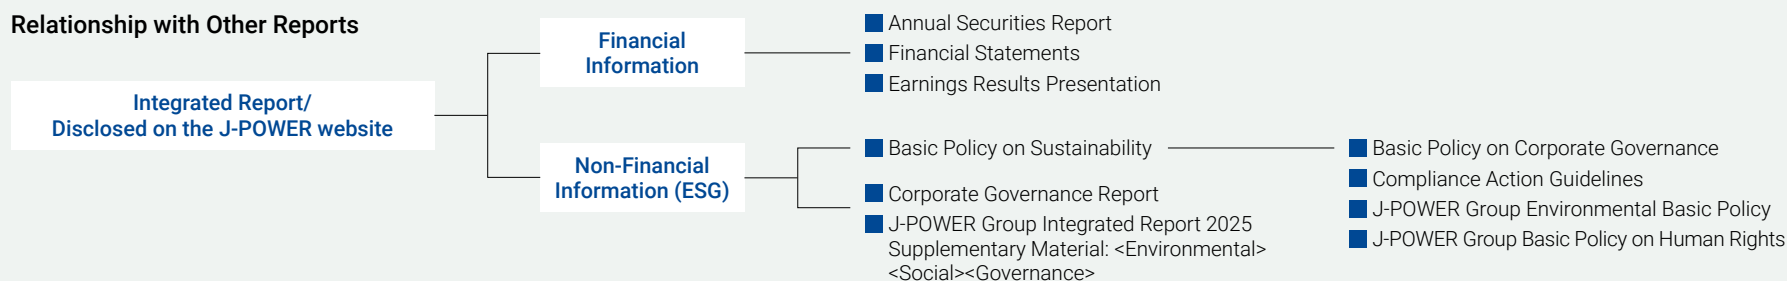 Relationship with Other Reports
Integrated Report/
Disclosed on the J-POWER website
Financial
Information
Annual Securities Report
Financial Statements
Earnings Results Presentation
Non-Financial
Information (ESG)
Basic Policy on Sustainability
Corporate Governance Report
J-POWER Group Integrated Report 2025
Supplementary Material: <Environmental>
<Social><Governance>
Basic Policy on Corporate Governance
Compliance Action Guidelines
J-POWER Group Environmental Basic Policy
J-POWER Group Basic Policy on Human Rights